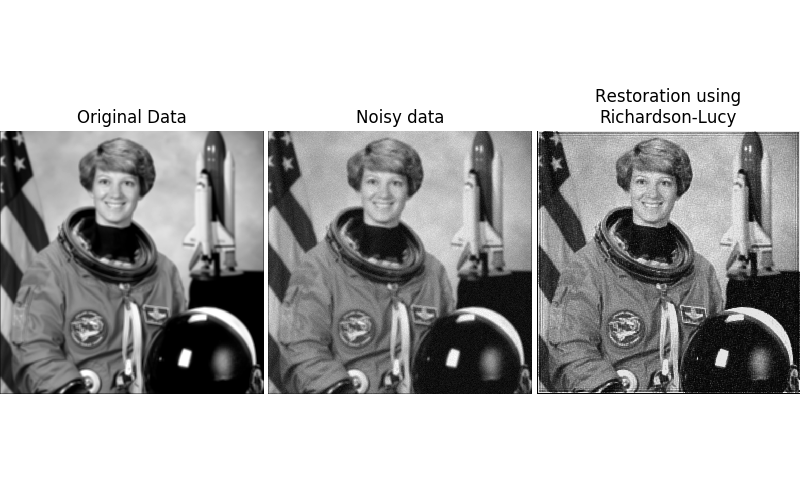 Original Data
Noisy data
Restoration using
Richardson-Lucy